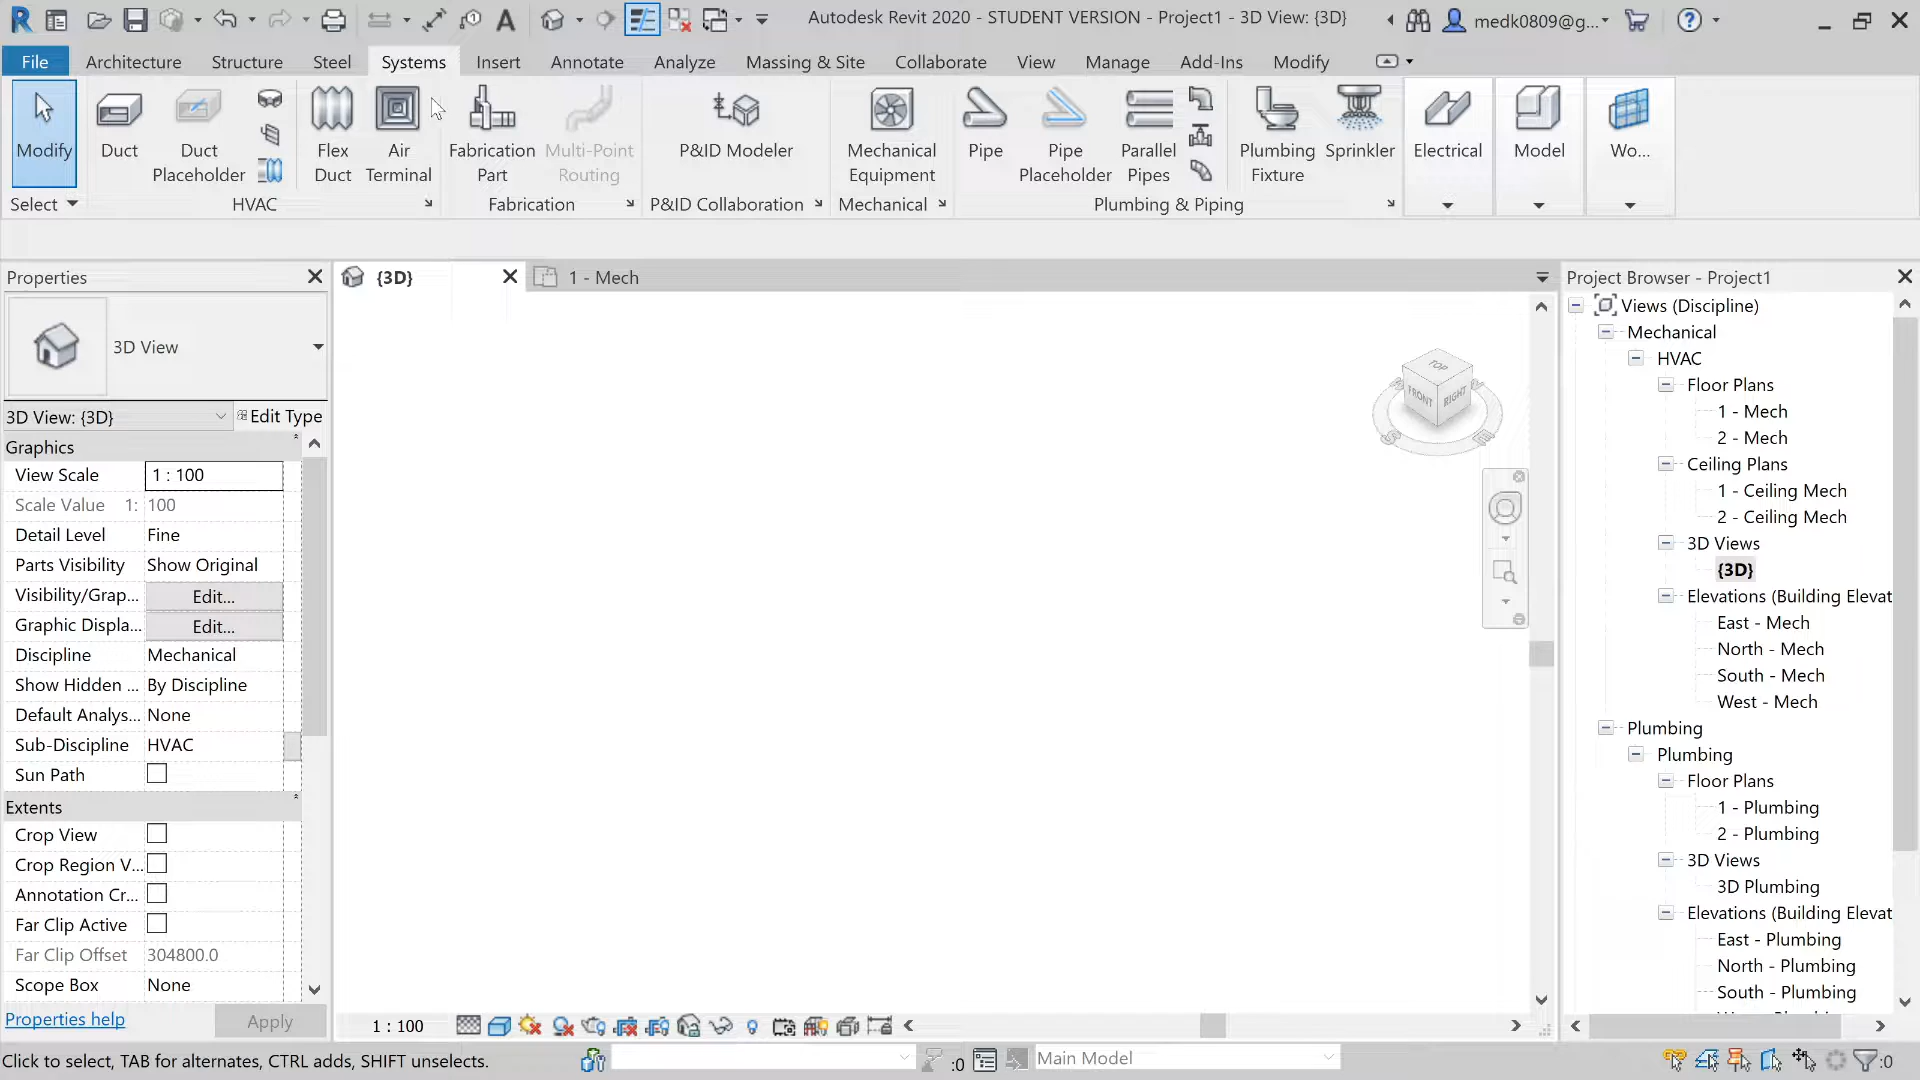 Autodesk Revit 2020 - STUDENT VERSION - Project1 - 3D View: {3D}
medk0809@g...
File Architecture Structure Steel Systems Insert Annotate Analyze Massing & Site Collaborate View Manage Add-Ins Modify
Modify
Duct
Duct
Placeholder
Flex
Duct
Air
Terminal
Fabrication
Part
Multi-Point
Routing
P&ID Modeler
Mechanical
Equipment
Pipe
Pipe
Placeholder
Parallel
Pipes
Plumbing
Fixture
Sprinkler
Electrical
Model
Wo...
Select
HVAC
Fabrication
P&ID Collaboration
Mechanical
Plumbing & Piping
Properties
3D View
3D View: {3D}
Edit Type
Graphics
View Scale 1 : 100
Scale Value 1: 100
Detail Level Fine
Parts Visibility Show Original
Visibility/Grap... Edit...
Graphic Displa... Edit...
Discipline Mechanical
Show Hidden ... By Discipline
Default Analys... None
Sub-Discipline HVAC
Sun Path
Extents
Crop View
Crop Region V...
Annotation Cr...
Far Clip Active
Far Clip Offset 304800.0
Scope Box None
Properties help
Apply
{3D}
1 - Mech
TOP
FRONT
RIGHT
S
E
1 : 100
Project Browser - Project1
Views (Discipline)
Mechanical
HVAC
Floor Plans
1 - Mech
2 - Mech
Ceiling Plans
1 - Ceiling Mech
2 - Ceiling Mech
3D Views
{3D}
Elevations (Building Elevat
East - Mech
North - Mech
South - Mech
West - Mech
Plumbing
Plumbing
Floor Plans
1 - Plumbing
2 - Plumbing
3D Views
3D Plumbing
Elevations (Building Elevat
East - Plumbing
North - Plumbing
South - Plumbing
Click to select, TAB for alternates, CTRL adds, SHIFT unselects.
:0
Main Model
:0